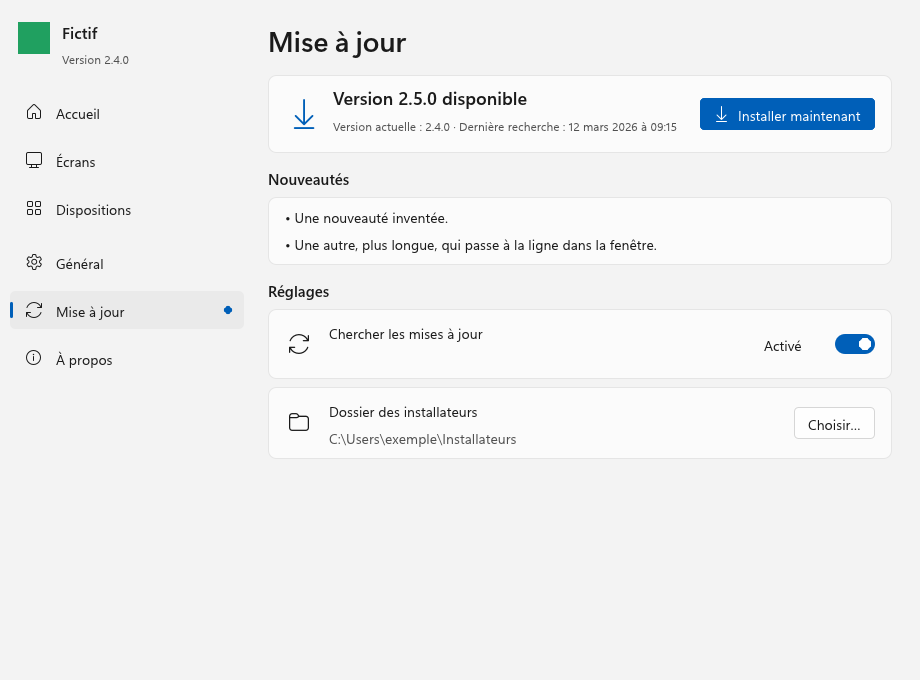 Fictif
Version 2.4.0
Accueil
Écrans
Dispositions
Général
Mise à jour
À propos
Mise à jour
Version 2.5.0 disponible
Version actuelle : 2.4.0 · Dernière recherche : 12 mars 2026 à 09:15
Installer maintenant
Nouveautés
• Une nouveauté inventée.
• Une autre, plus longue, qui passe à la ligne dans la fenêtre.
Réglages
Chercher les mises à jour
Activé
Dossier des installateurs
C:\Users\exemple\Installateurs
Choisir...